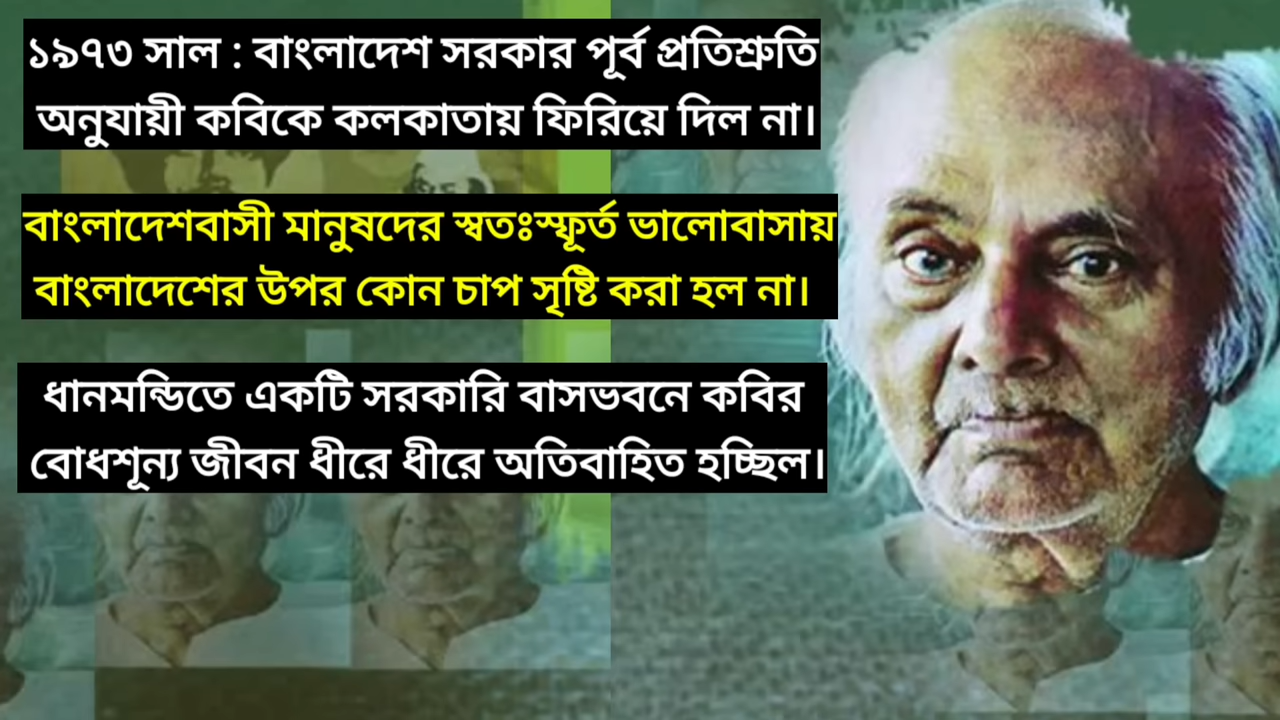 ১৯৭৩ সাল : বাংলাদেশ সরকার পূর্ব প্রতিশ্রুতি
অনুযায়ী কবিকে কলকাতায় ফিরিয়ে দিল না।
বাংলাদেশবাসী মানুষদের স্বতঃস্ফূর্ত ভালোবাসায়
বাংলাদেশের উপর কোন চাপ সৃষ্টি করা হল না।
ধানমন্ডিতে একটি সরকারি বাসভবনে কবির
বোধশূন্য জীবন ধীরে ধীরে অতিবাহিত হচ্ছিল।